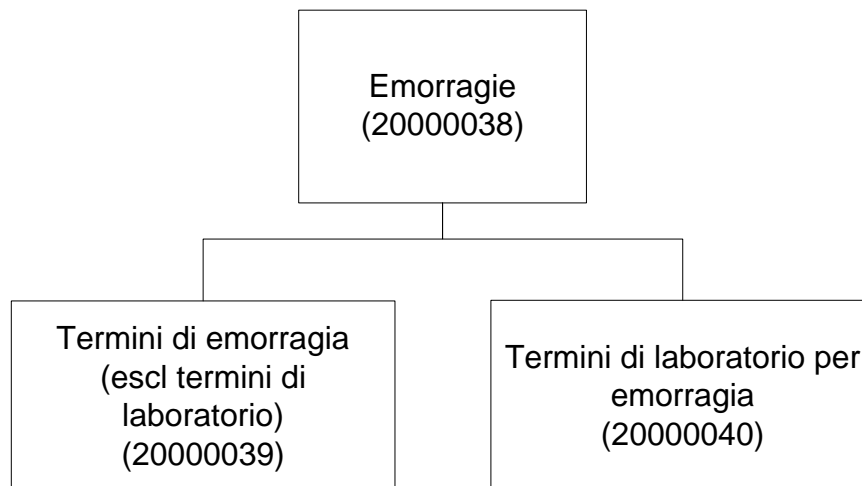 Emorragie
(20000038)
Termini di emorragia
(escl termini di
laboratorio)
(20000039)
Termini di laboratorio per
emorragia
(20000040)